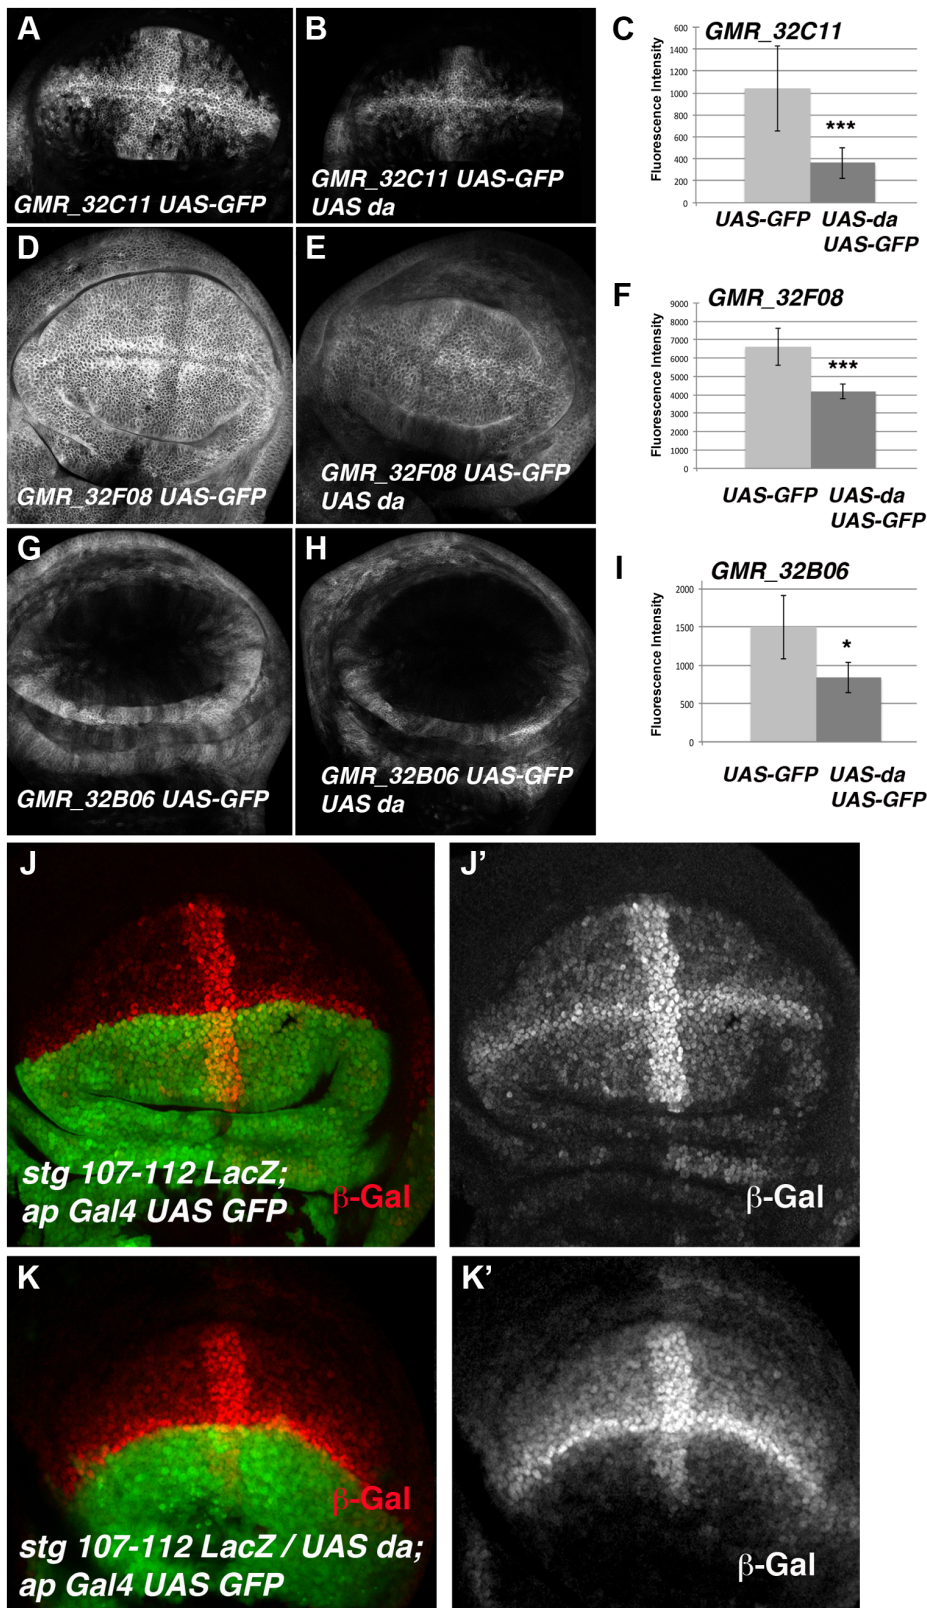 A
GMR_32C11 UAS-GFP
B
GMR_32C11 UAS-GFP
UAS da
C
GMR_32C11
Fluorescence Intensity
600
1400
1200
1000
800
600
400
200
0
***
UAS-GFP
UAS-da
UAS-GFP
D
GMR_32F08 UAS-GFP
E
GMR_32F08 UAS-GFP
UAS da
F
GMR_32F08
Fluorescence Intensity
9000
8000
7000
6000
5000
4000
3000
2000
1000
0
***
UAS-GFP
UAS-da
UAS-GFP
G
GMR_32B06 UAS-GFP
H
GMR_32B06 UAS-GFP
UAS da
I
GMR_32B06
Fluorescence Intensity
2000
1500
1000
500
0
*
UAS-GFP
UAS-da
UAS-GFP
J
stg 107-112 LacZ;
ap Gal4 UAS GFP
β-Gal
J’
β-Gal
K
β-Gal
stg 107-112 LacZ / UAS da;
ap Gal4 UAS GFP
K’
β-Gal